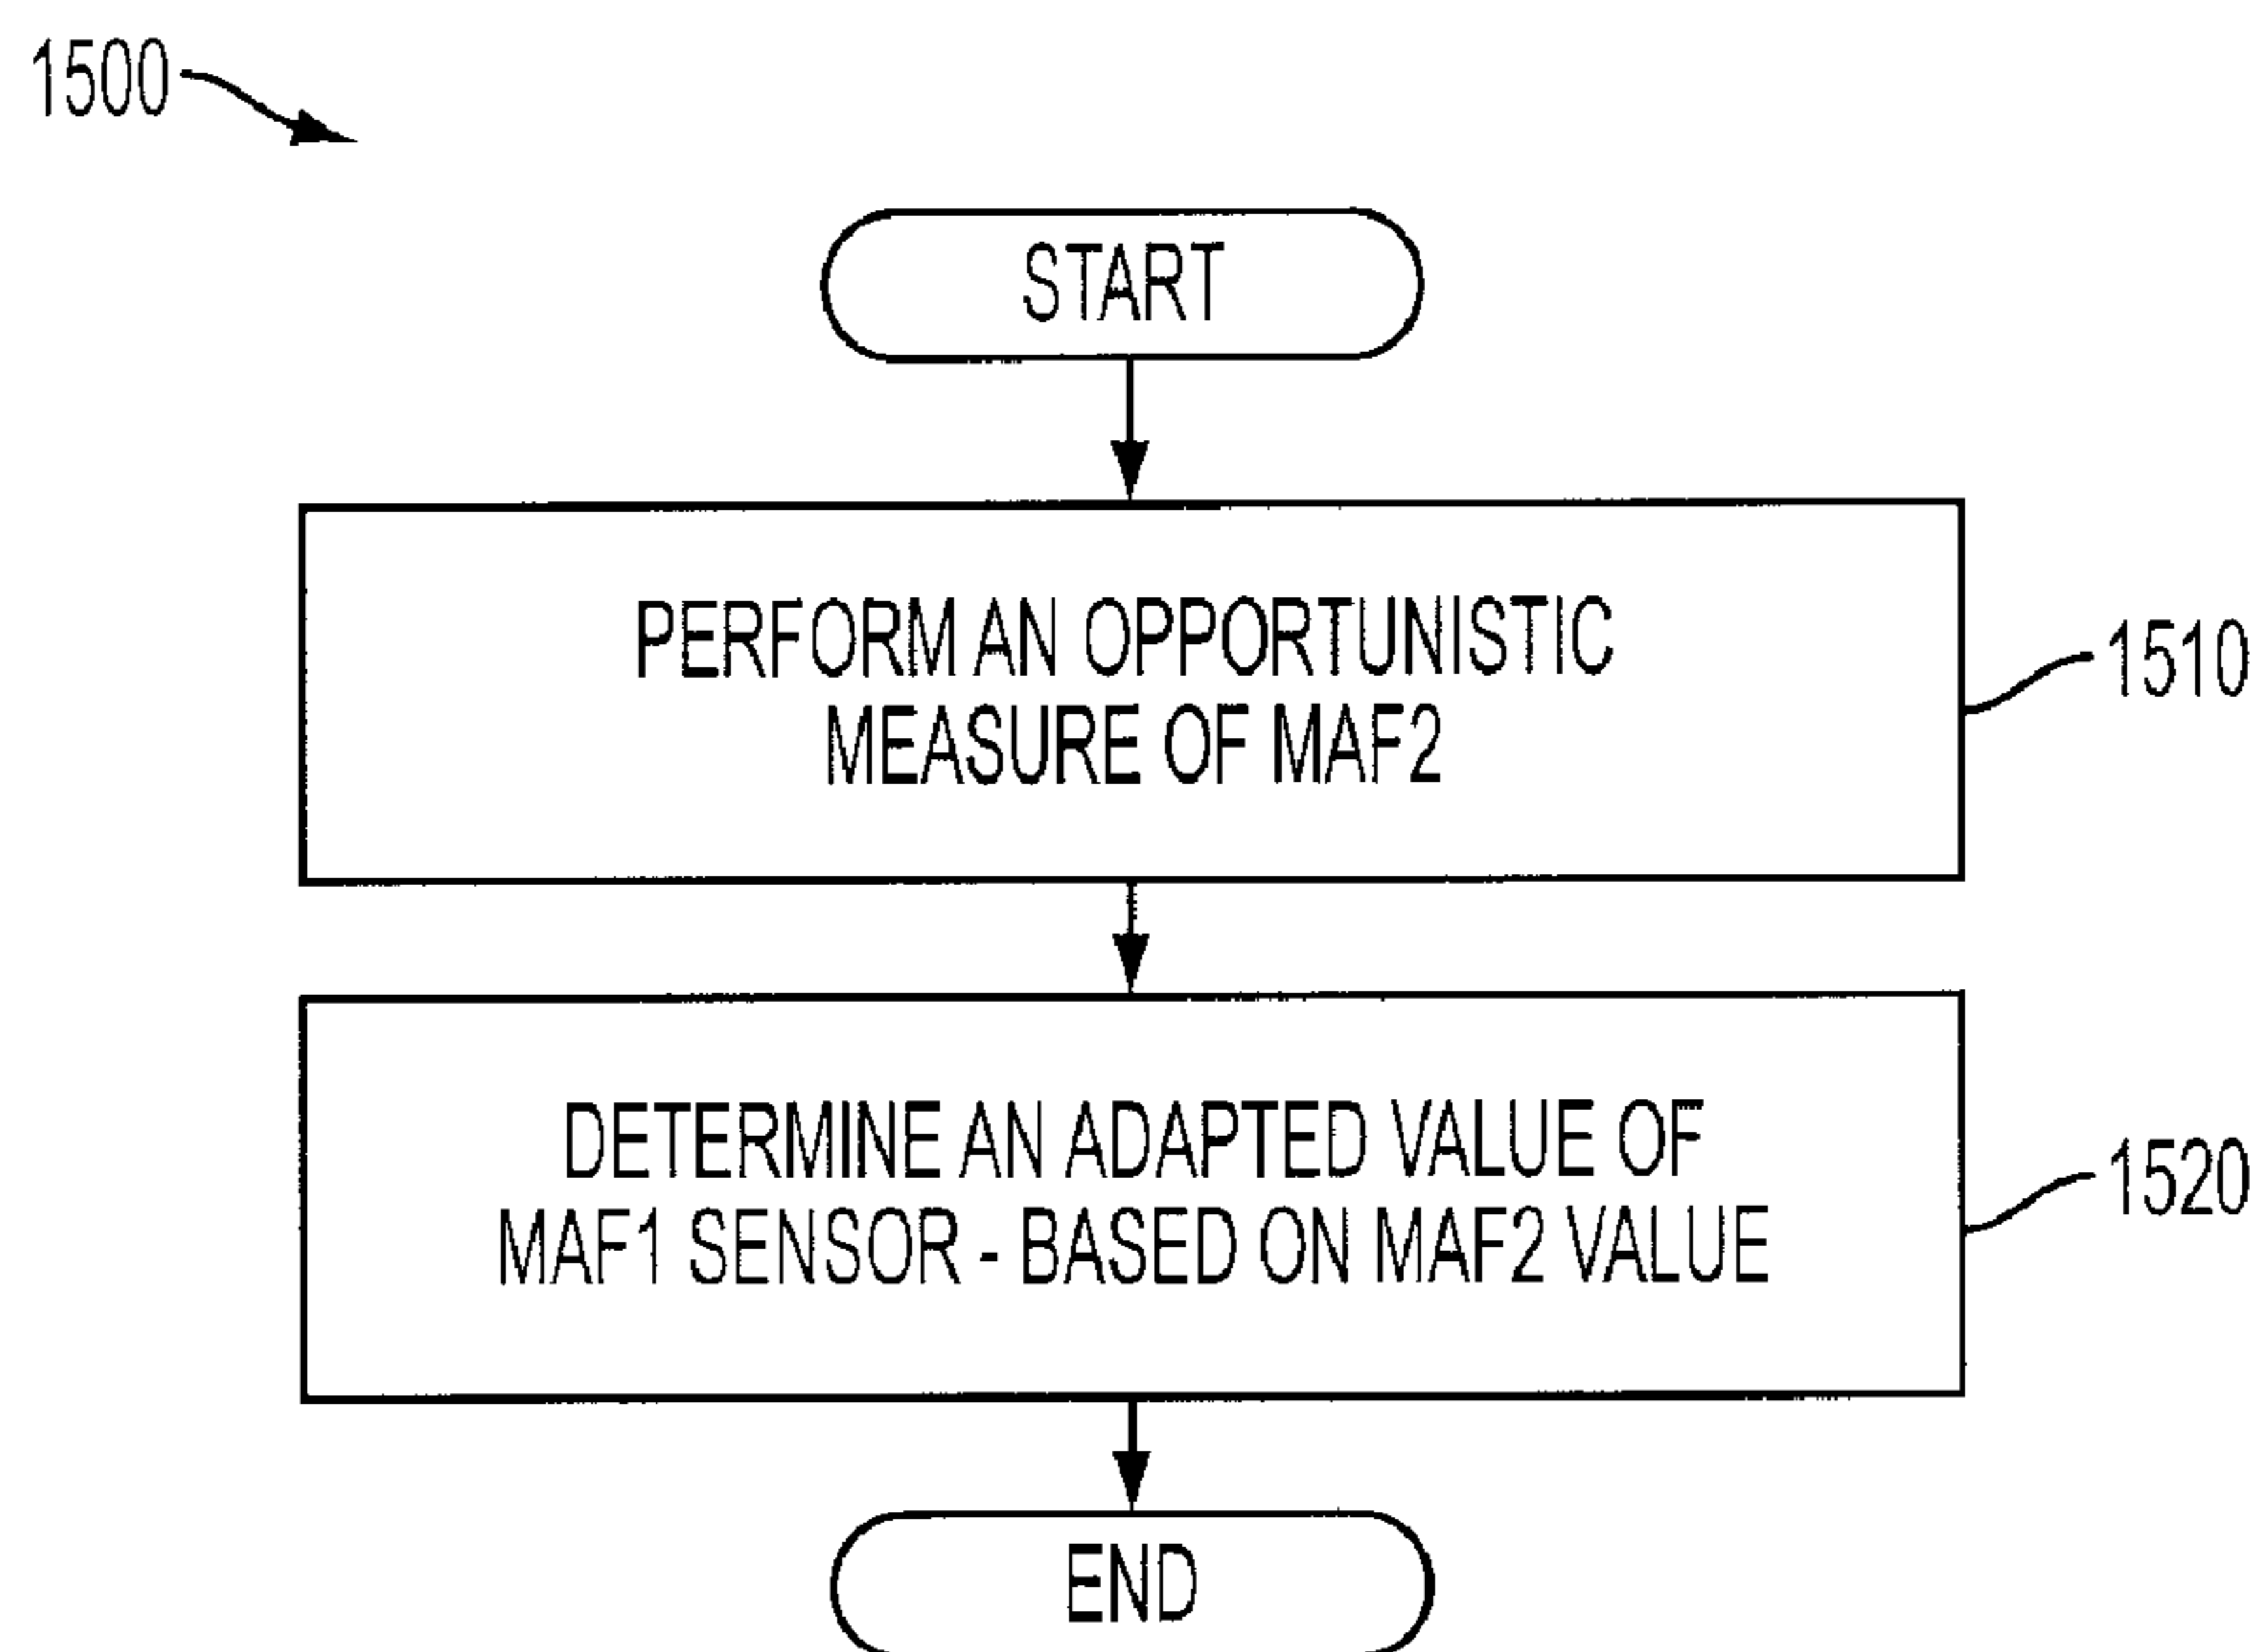 1500
START
PERFORM AN OPPORTUNISTIC
MEASURE OF MAF2
1510
DETERMINE AN ADAPTED VALUE OF
MAF1 SENSOR - BASED ON MAF2 VALUE
1520
END